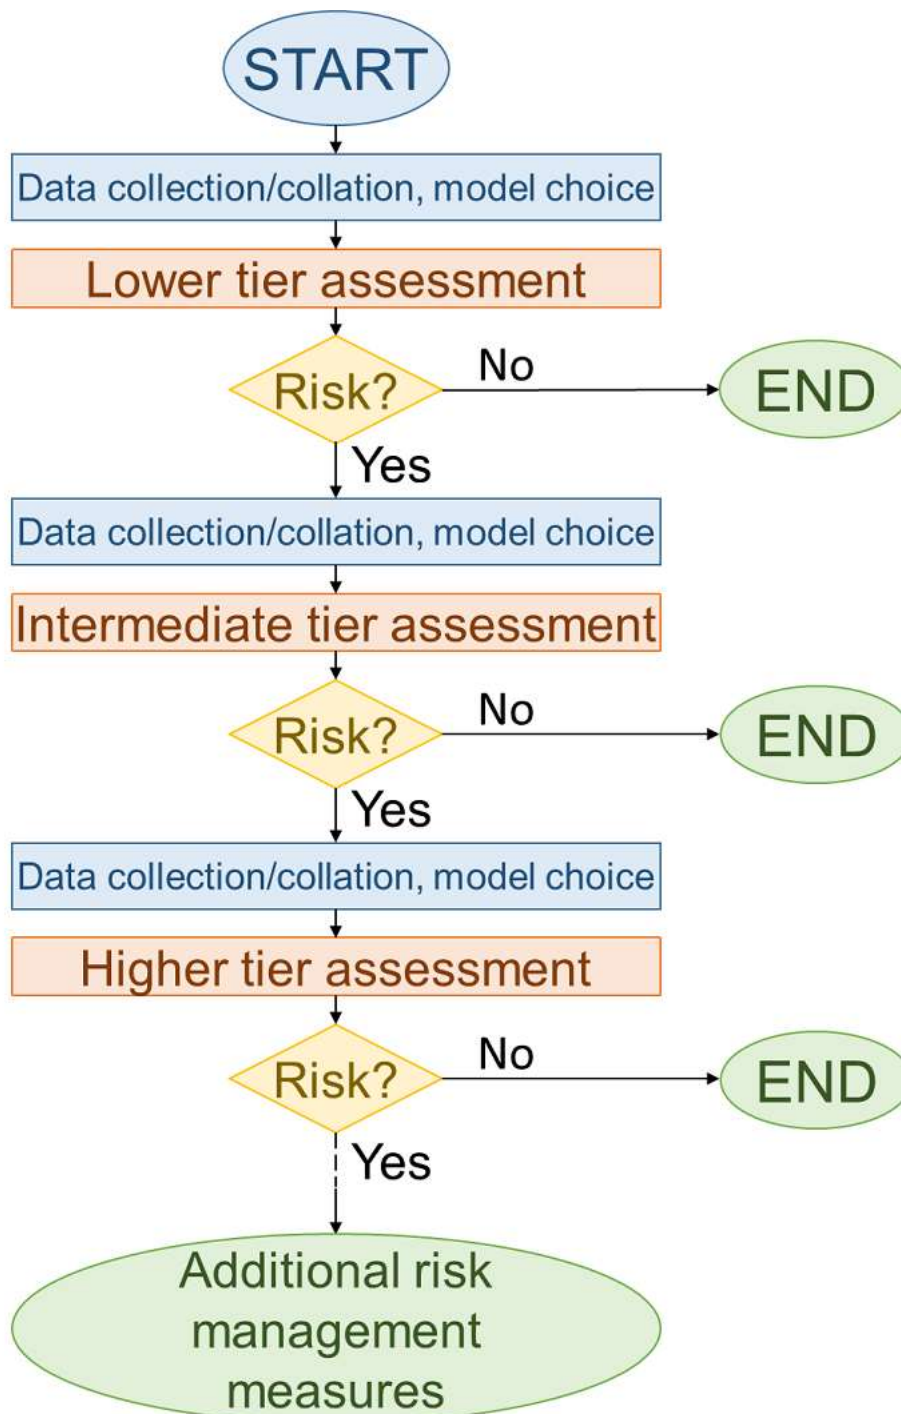 START
Data collection/collation, model choice
Lower tier assessment
Risk?
No
END
Yes
Data collection/collation, model choice
Intermediate tier assessment
Risk?
No
END
Yes
Data collection/collation, model choice
Higher tier assessment
Risk?
No
END
Yes
Additional risk
management
measures